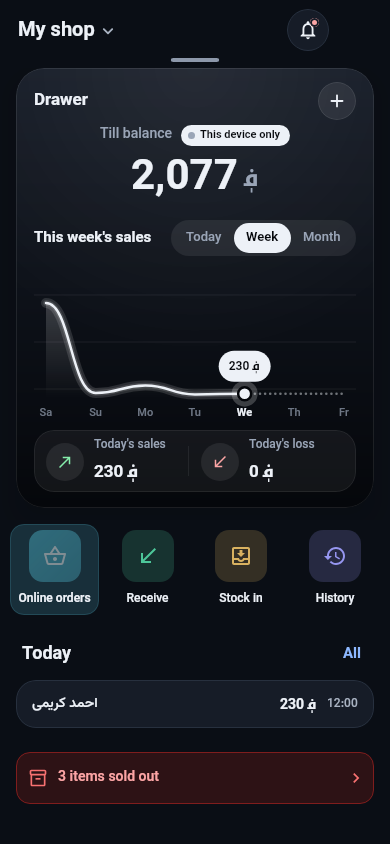 My shop
Drawer
Till balance
This device only
2,077 ؋
This week's sales
Today Week Month
230 ؋
Sa Su Mo Tu We Th Fr
Today's sales
230 ؋
Today's loss
0 ؋
Online orders
Receive
Stock in
History
Today
All
احمد کریمی
230 ؋
12:00
3 items sold out